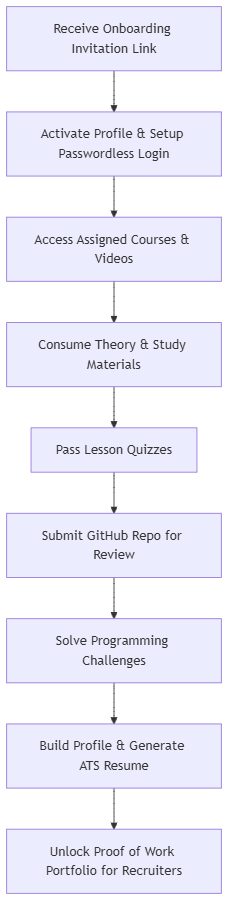 Receive Onboarding
Invitation Link
Activate Profile & Setup
Passwordless Login
Access Assigned Courses &
Videos
Consume Theory & Study
Materials
Pass Lesson Quizzes
Submit GitHub Repo for
Review
Solve Programming
Challenges
Build Profile & Generate
ATS Resume
Unlock Proof of Work
Portfolio for Recruiters